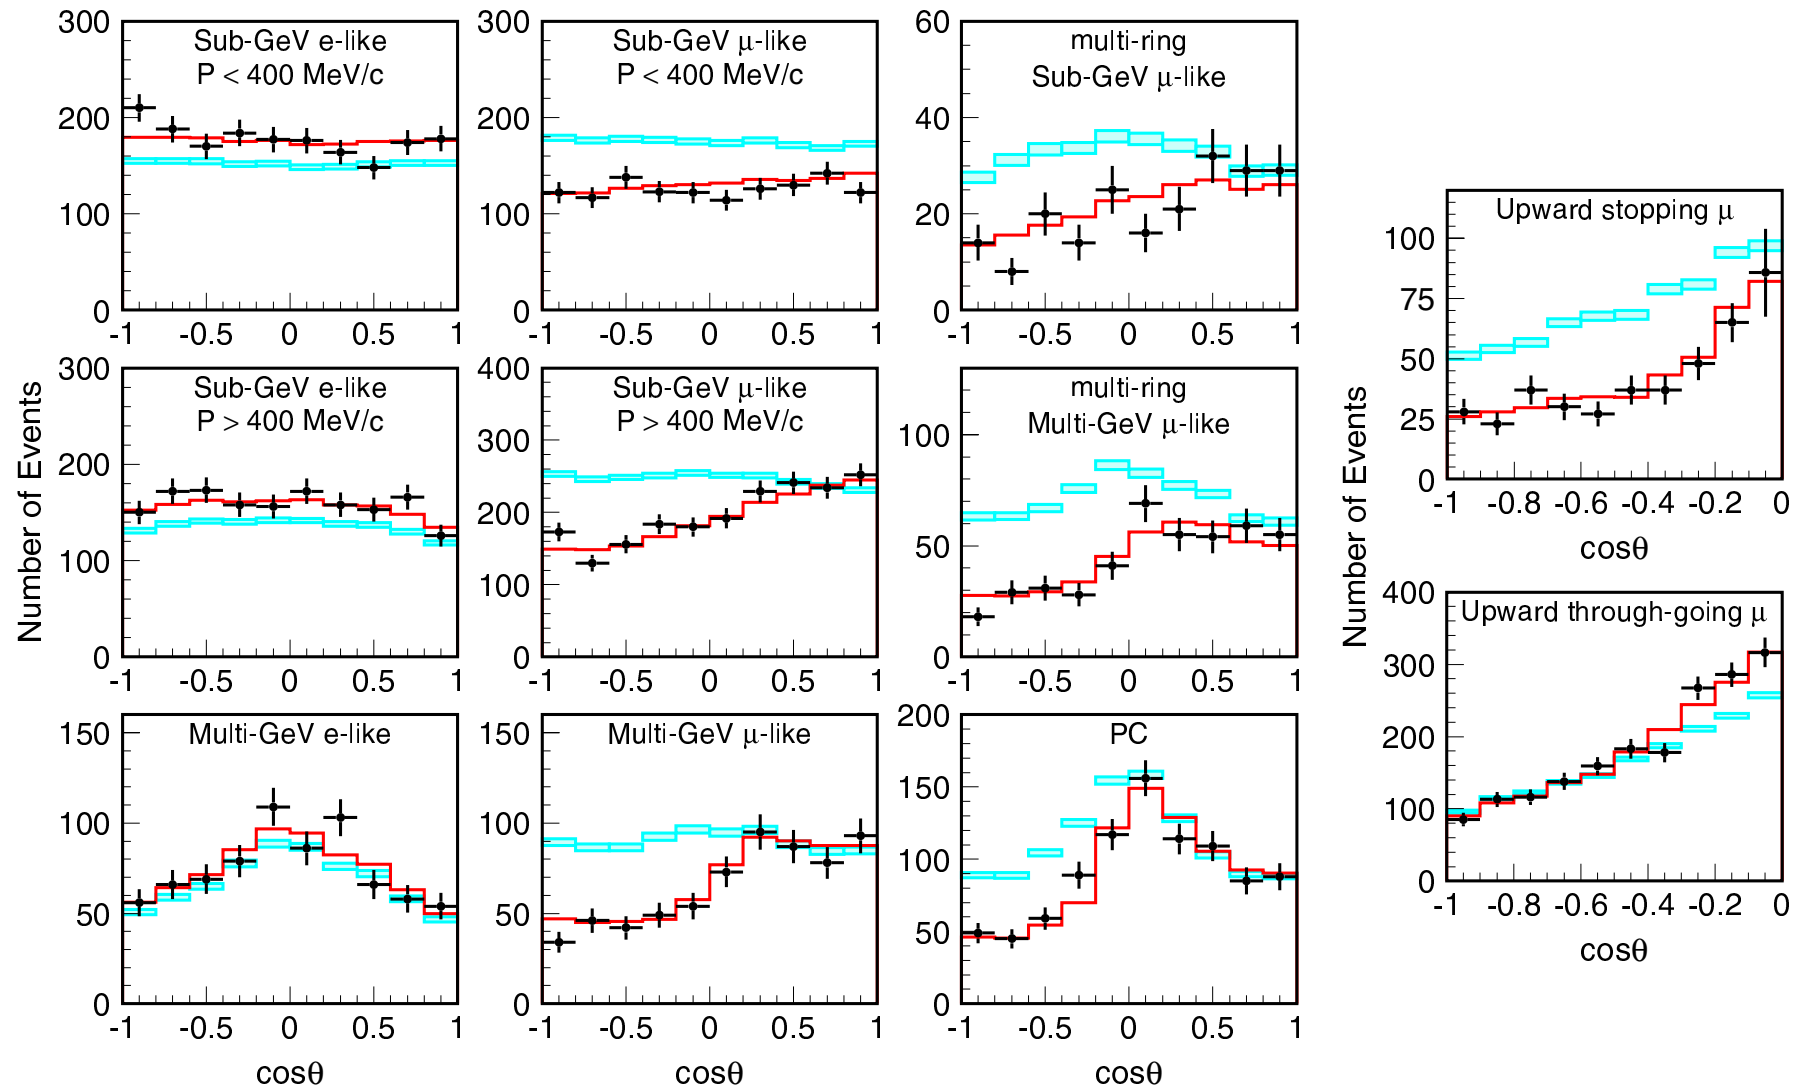 300
200
100
0
-1 -0.5 0 0.5 1
Sub-GeV e-like
P < 400 MeV/c
300
200
100
0
-1 -0.5 0 0.5 1
Sub-GeV μ-like
P < 400 MeV/c
60
40
20
0
-1 -0.5 0 0.5 1
multi-ring
Sub-GeV μ-like
Number of Events
300
200
100
0
-1 -0.5 0 0.5 1
Sub-GeV e-like
P > 400 MeV/c
400
300
200
100
0
-1 -0.5 0 0.5 1
Sub-GeV μ-like
P > 400 MeV/c
100
50
0
-1 -0.5 0 0.5 1
multi-ring
Multi-GeV μ-like
150
100
50
0
-1 -0.5 0 0.5 1
Multi-GeV e-like
cosθ
150
100
50
0
-1 -0.5 0 0.5 1
Multi-GeV μ-like
cosθ
200
150
100
50
0
-1 -0.5 0 0.5 1
PC
cosθ
Number of Events
100
75
50
25
0
-1 -0.8 -0.6 -0.4 -0.2 0
Upward stopping μ
cosθ
400
300
200
100
0
-1 -0.8 -0.6 -0.4 -0.2 0
Upward through-going μ
cosθ